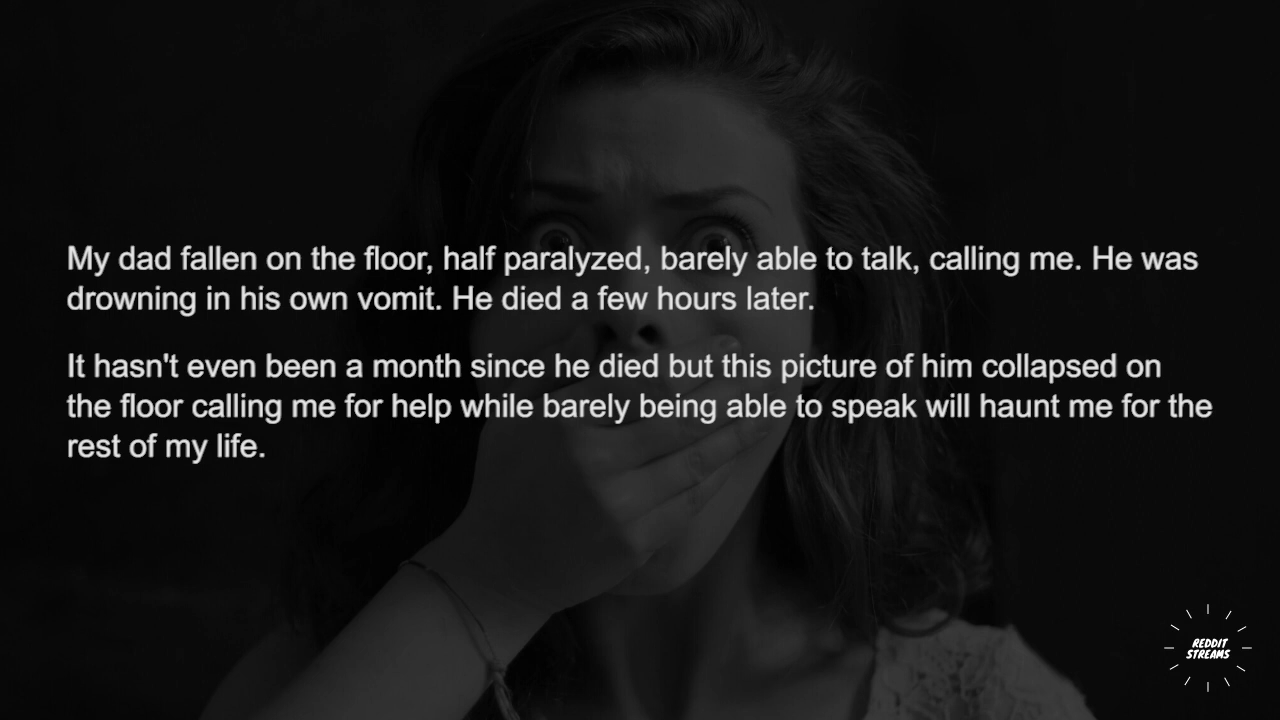 My dad fallen on the floor, half paralyzed, barely able to talk, calling me. He was
drowning in his own vomit. He died a few hours later.
It hasn't even been a month since he died but this picture of him collapsed on
the floor calling me for help while barely being able to speak will haunt me for the
rest of my life.
REDDIT
STREAMS